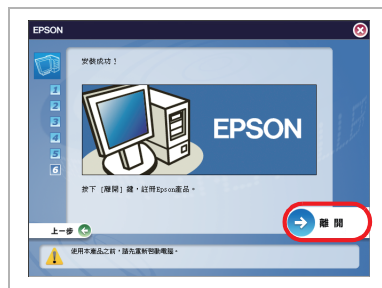 EPSON
安裝成功！
1
2
3
4
5
6
EPSON
按下 [離開] 鍵，註冊Epson產品。
上一步
離開
使用本產品之前，請先重新啟動電腦。